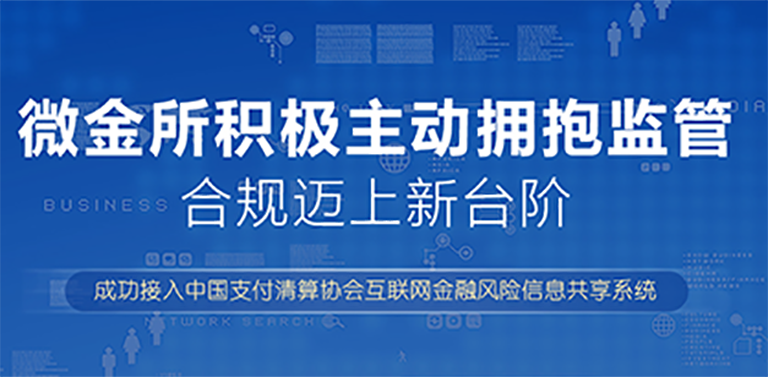 微金所积极主动拥抱监管
BUSINESS
合规迈上新台阶
成功接入中国支付清算协会互联网金融风险信息共享系统
NETWORK SEARCH